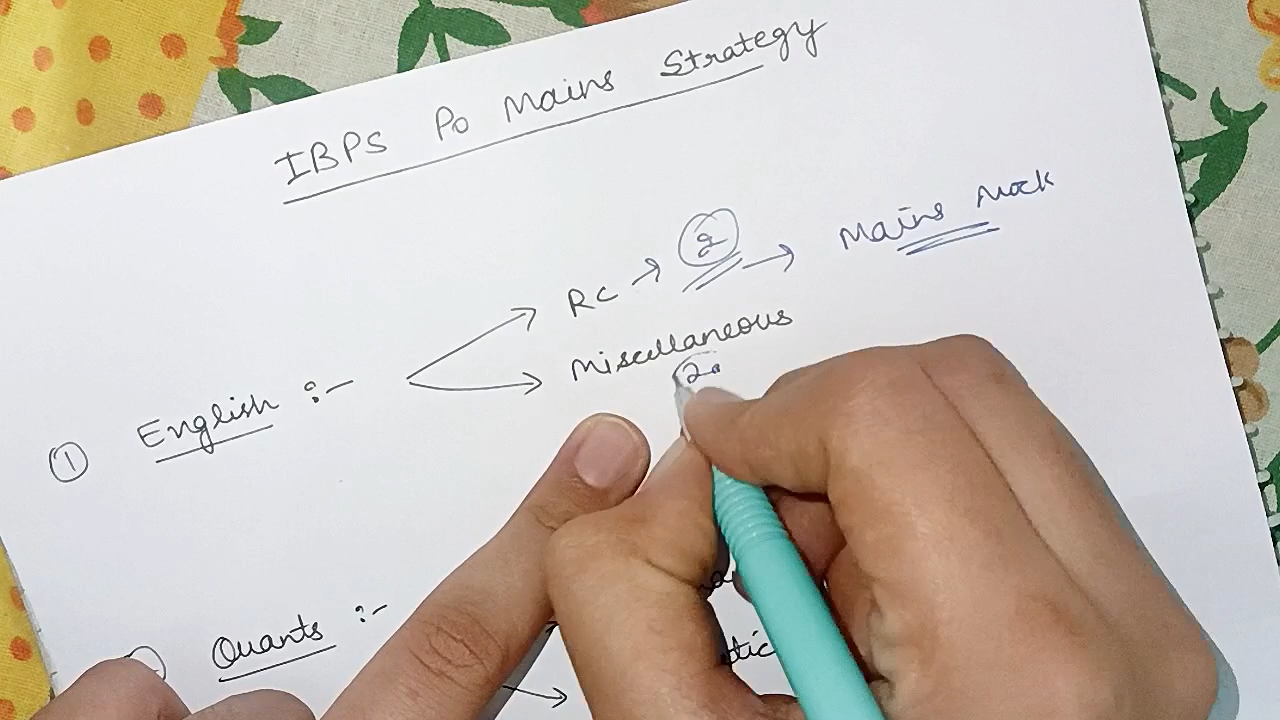 IBPS Po Mains Strategy
RC → 2 → Mains Mock
Miscellaneous
① English :-
Quants :-